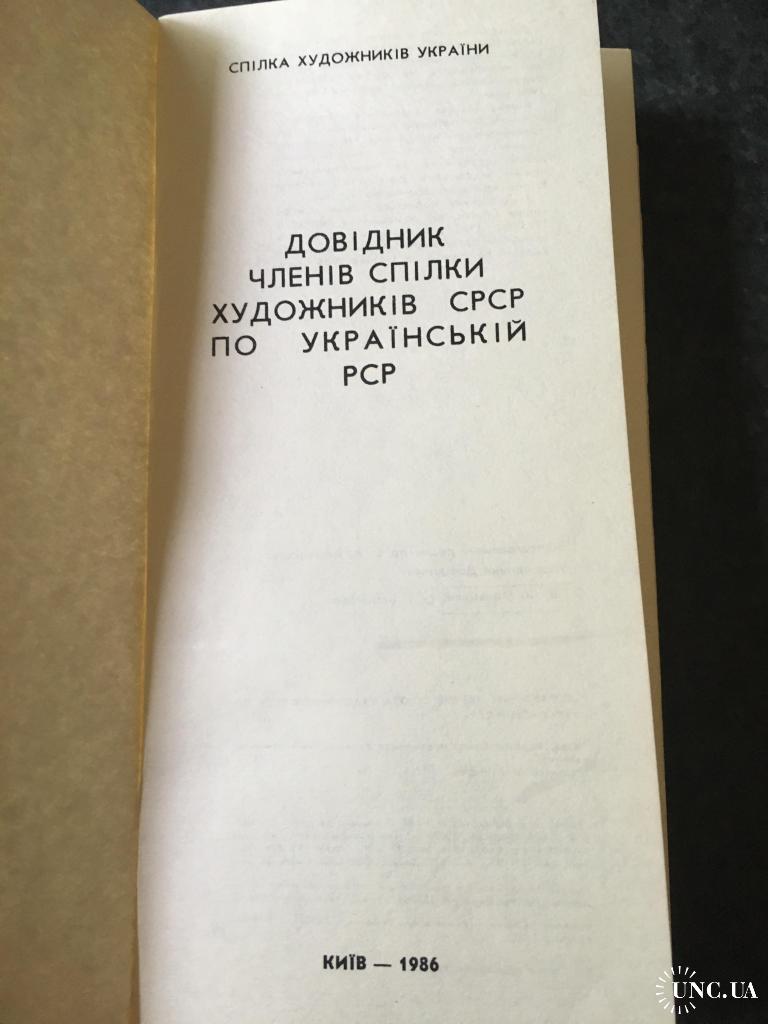 СПІЛКА ХУДОЖНИКІВ УКРАЇНИ
ДОВІДНИК
ЧЛЕНІВ СПІЛКИ
ХУДОЖНИКІВ СРСР
ПО УКРАЇНСЬКІЙ
РСР
КИЇВ — 1986
UNC.UA